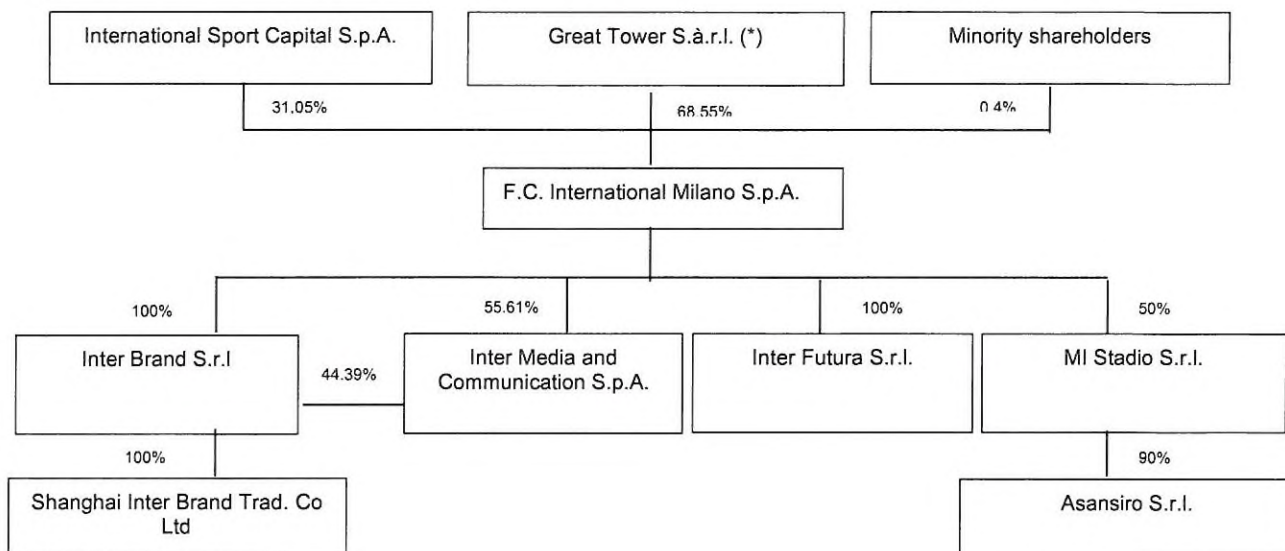 International Sport Capital S.p.A.
Great Tower S.à.r.l. (*)
Minority shareholders
31,05%
68.55%
0.4%
F.C. International Milano S.p.A.
100%
55.61%
100%
50%
Inter Brand S.r.l
44.39%
Inter Media and
Communication S.p.A.
Inter Futura S.r.l.
MI Stadio S.r.l.
100%
90%
Shanghai Inter Brand Trad. Co
Ltd
Asansiro S.r.l.